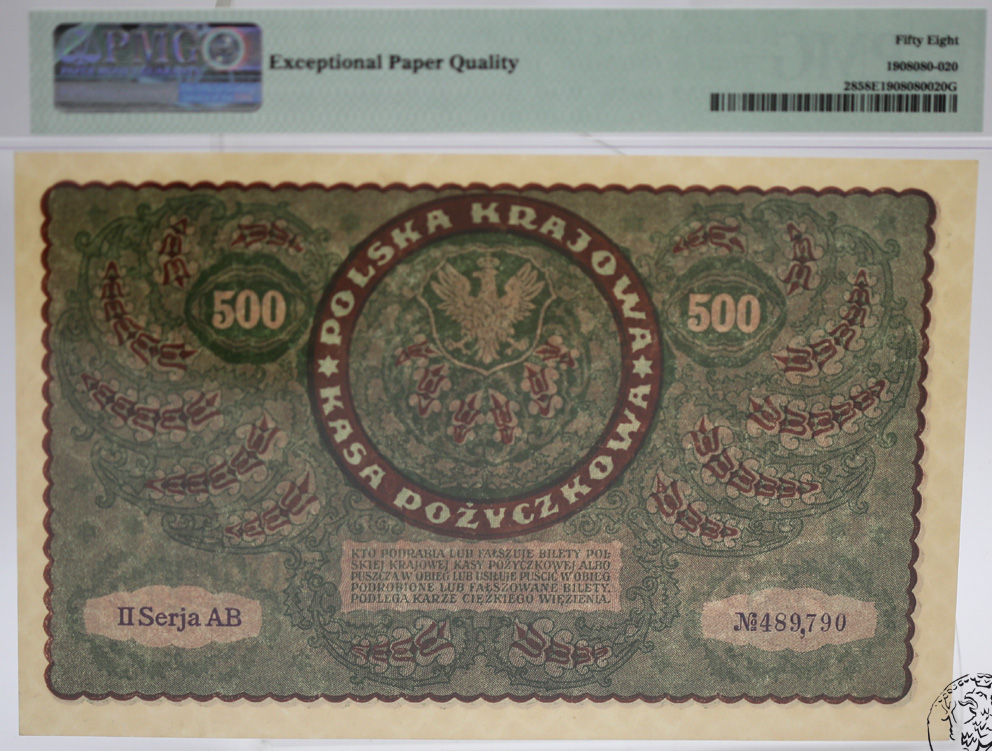 PMG
Exceptional Paper Quality
Fifty Eight
1908080-020
2858E1908080020G
POLSKA KRAJOWA
KASA POŻYCZKOWA
500
500
KTO PODRABIA LUB FAŁSZUJE BILETY POL
SKIEJ KRAJOWEJ KASY POŻYCZKOWEJ ALBO
PUSZCZA W OBIEG LUB USIŁUJE PUŚCIĆ W OBIEG
PODROBIONE LUB FAŁSZOWANE BILETY,
PODLEGA KARZE CIĘŻKIEGO WIĘZIENIA.
II Serja AB
№489,790